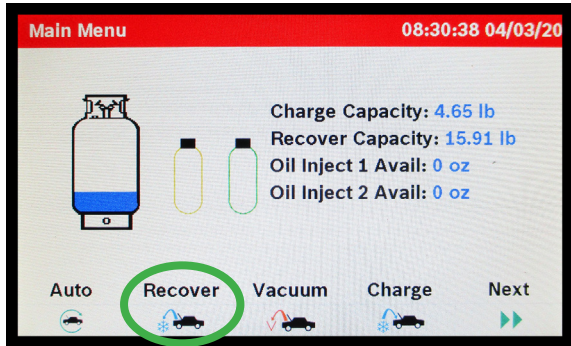 Main Menu 08:30:38 04/03/20
Charge Capacity: 4.65 lb
Recover Capacity: 15.91 lb
Oil Inject 1 Avail: 0 oz
Oil Inject 2 Avail: 0 oz
Auto Recover Vacuum Charge Next